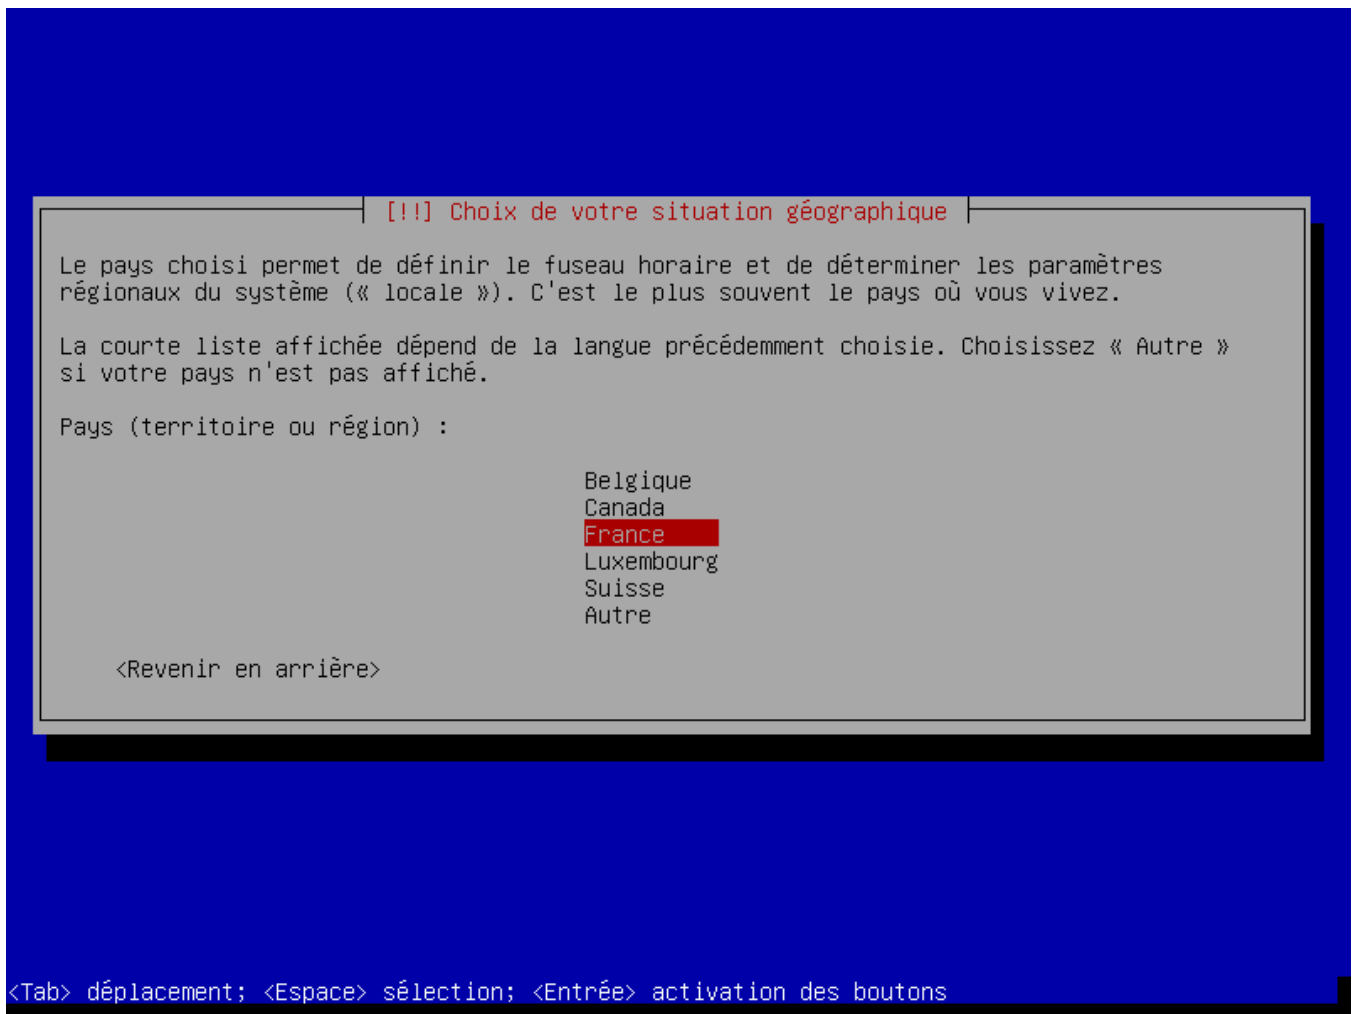 [!!] Choix de votre situation géographique
Le pays choisi permet de définir le fuseau horaire et de déterminer les paramètres
régionaux du système (« locale »). C'est le plus souvent le pays où vous vivez.
La courte liste affichée dépend de la langue précédemment choisie. Choisissez « Autre »
si votre pays n'est pas affiché.
Pays (territoire ou région) :
Belgique
Canada
France
Luxembourg
Suisse
Autre
<Revenir en arrière>
<Tab> déplacement; <Espace> sélection; <Entrée> activation des boutons